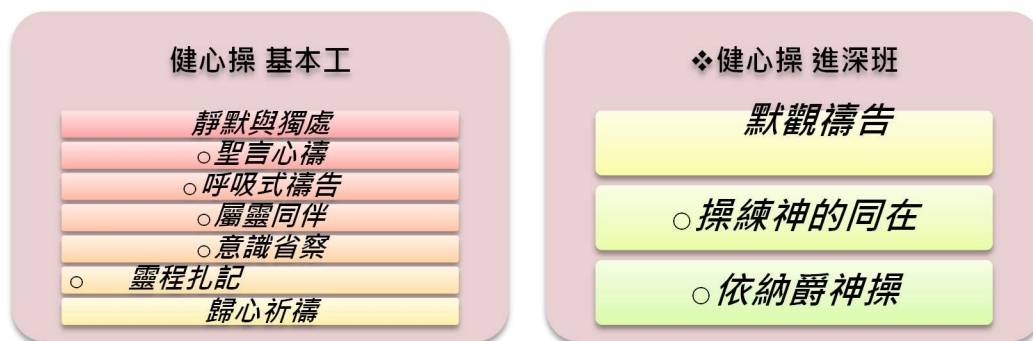 健心操 基本工
靜默與獨處
○聖言心禱
○呼吸式禱告
○屬靈同伴
○意識省察
○ 靈程扎記
歸心祈禱
❖健心操 進深班
默觀禱告
○操練神的同在
○依納爵神操